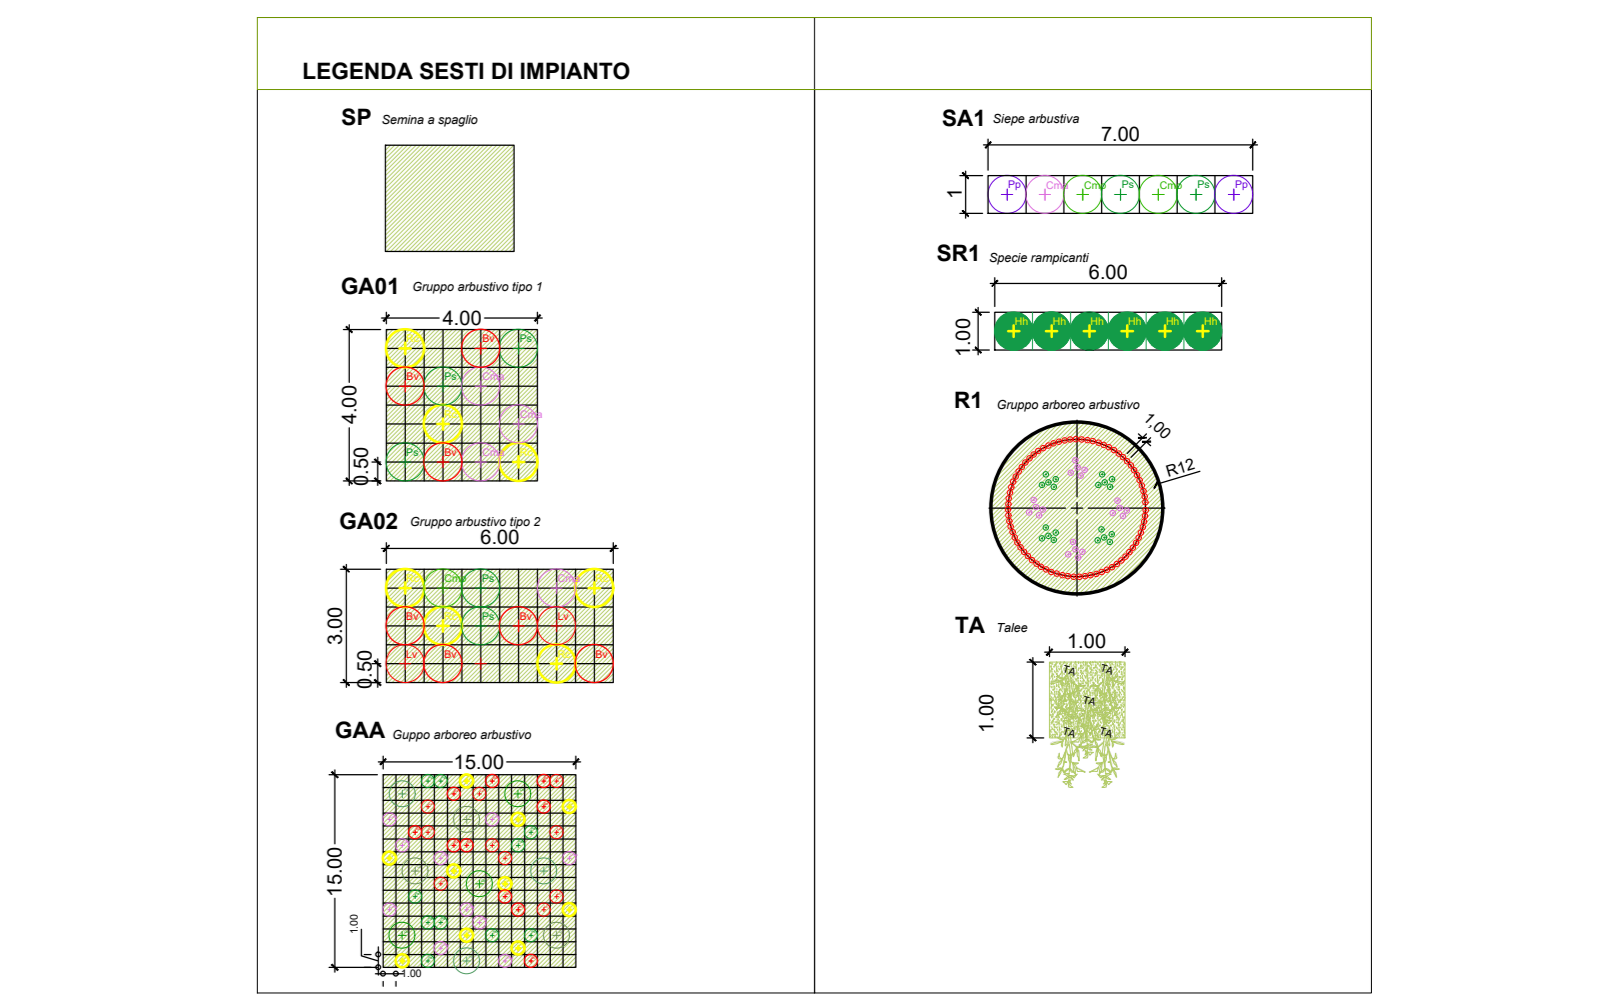 LEGENDA SESTI DI IMPIANTO
SP Semina a spaglio
GA01 Gruppo arbustivo tipo 1
4.00
4.00
0.50
Bv Ps
Bv Ps Cma
Cma
Ps Bv Cma
GA02 Gruppo arbustivo tipo 2
6.00
3.00
0.50
Ps
Bv Ps Bv Lv
Lv Bv Bv
GAA Guppo arboreo arbustivo
15.00
15.00
1.00
1.00
SA1 Siepe arbustiva
7.00
1
Pp Ps Ps Pp
SR1 Specie rampicanti
6.00
1.00
Hh Hh Hh Hh Hh Hh
R1 Gruppo arboreo arbustivo
1,00
R12
TA Talee
1.00
1.00
TA TA
TA
TA TA